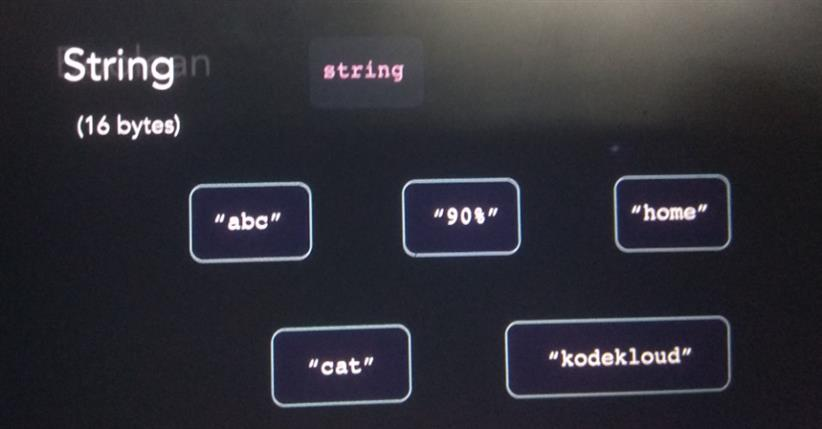 String string
(16 bytes)
"abc" "90%" "home"
"cat" "kodekloud"